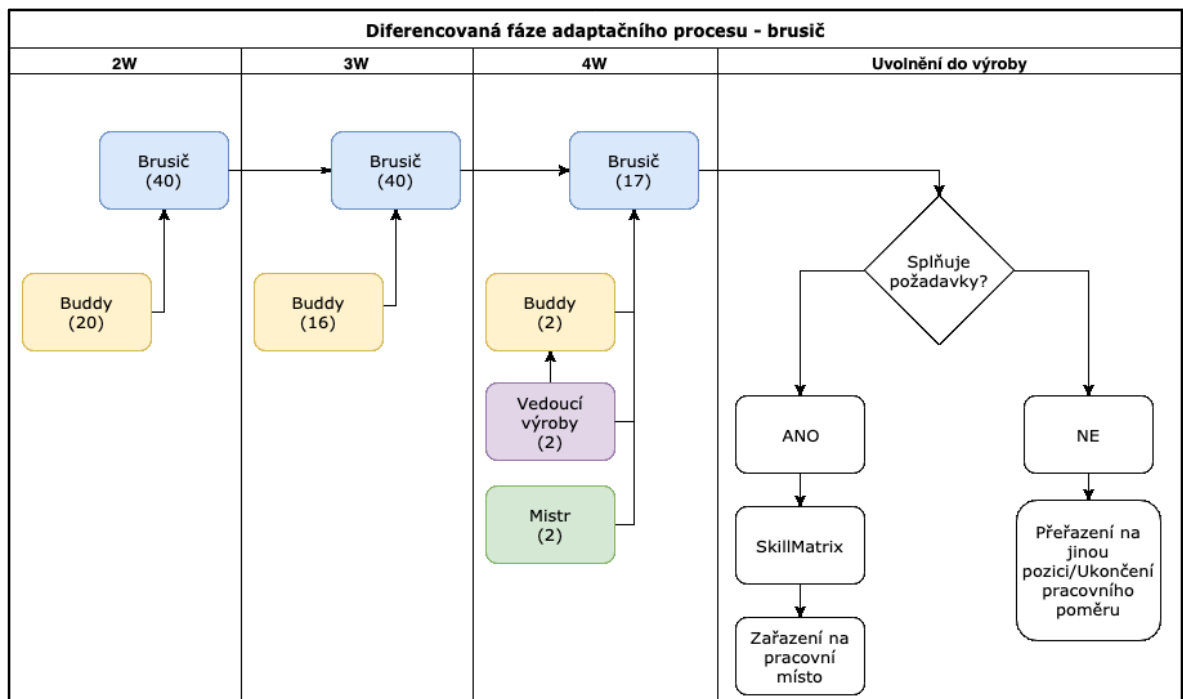 Diferencovaná fáze adaptačního procesu - brusič
2W
3W
4W
Uvolnění do výroby
Brusič
(40)
Brusič
(40)
Brusič
(17)
Buddy
(20)
Buddy
(16)
Buddy
(2)
Splňuje
požadavky?
Vedoucí
výroby
(2)
ANO
NE
Mistr
(2)
SkillMatrix
Přeřazení na
jinou
pozici/Ukončení
pracovního
poměru
Zařazení na
pracovní
místo